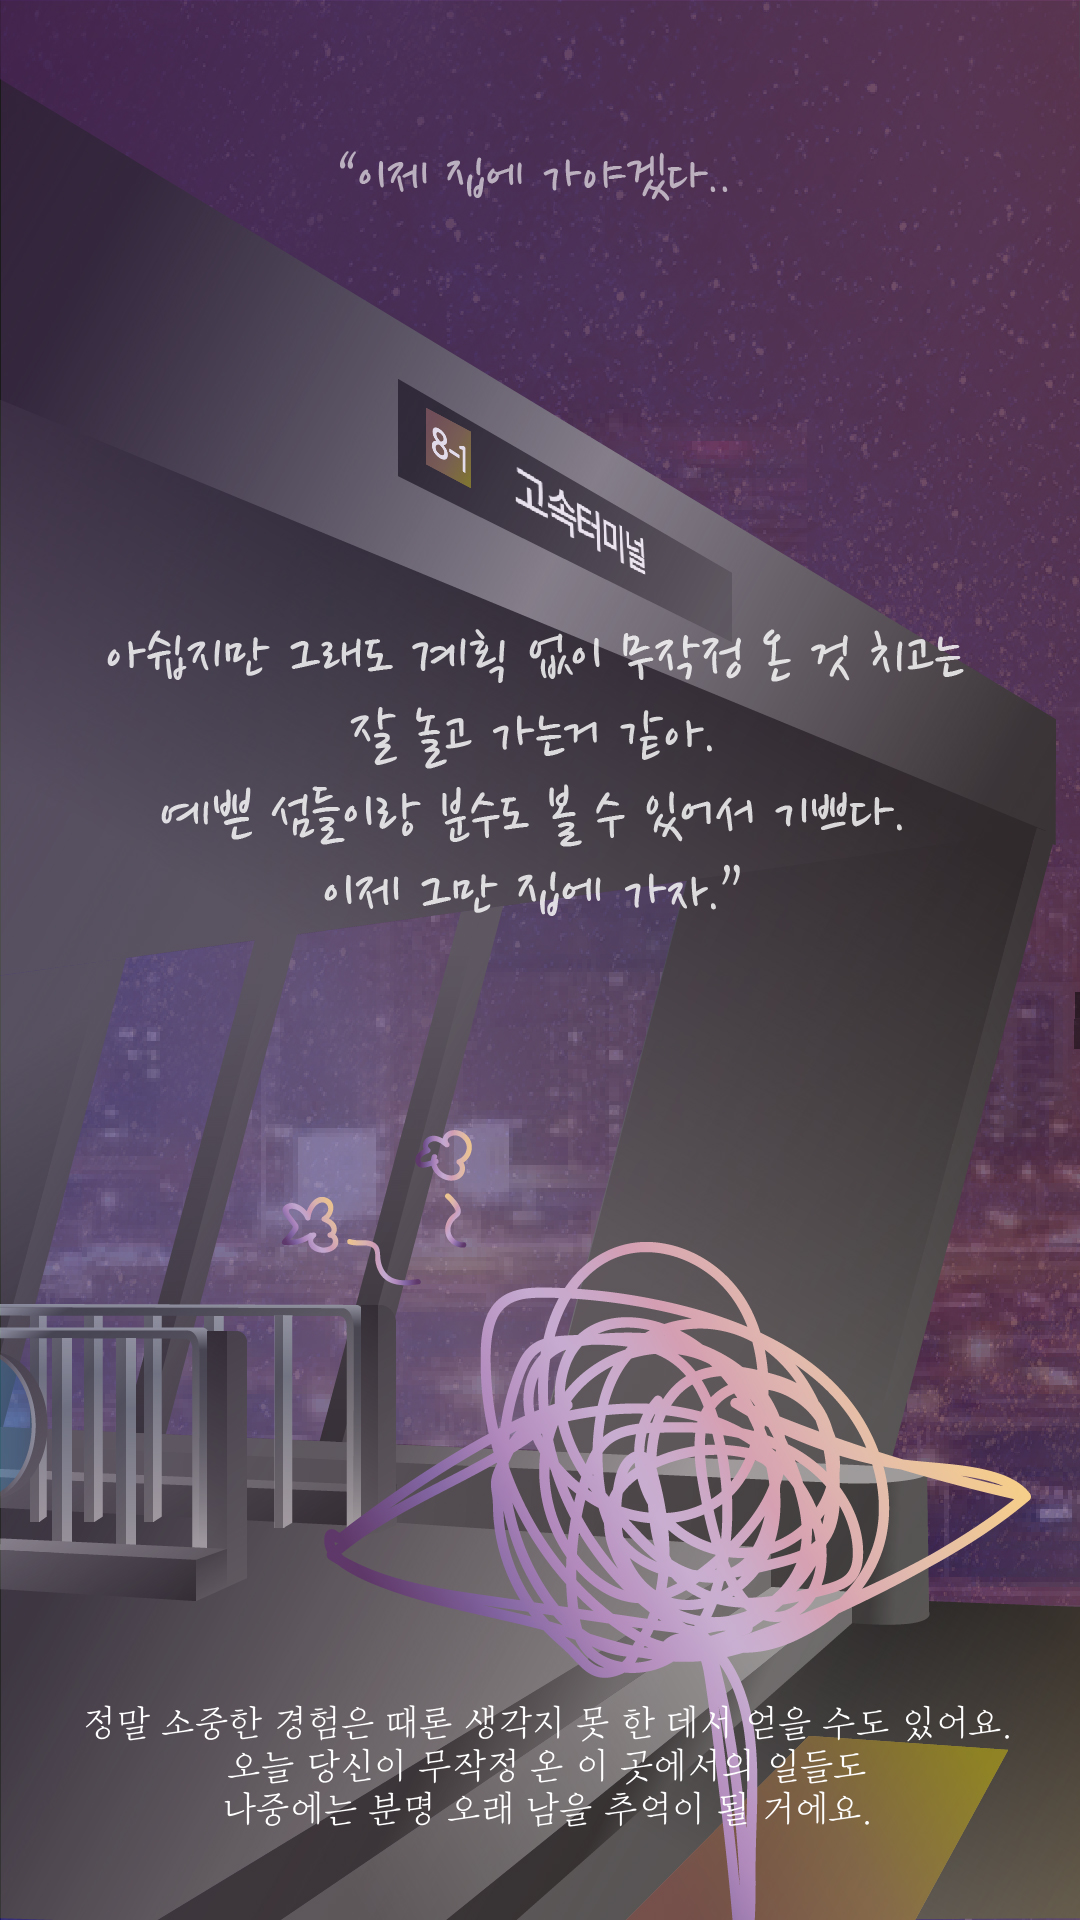 “이제 집에 가야겠다..
8-1
고속터미널
아쉽지만 그래도 계획 없이 무작정 온 것 치고는
잘 놀고 가는거 같아.
예쁜 섬들이랑 분수도 볼 수 있어서 기쁘다.
이제 그만 집에 가자.”
정말 소중한 경험은 때론 생각지 못 한 데서 얻을 수도 있어요.
오늘 당신이 무작정 온 이 곳에서의 일들도
나중에는 분명 오래 남을 추억이 될 거에요.